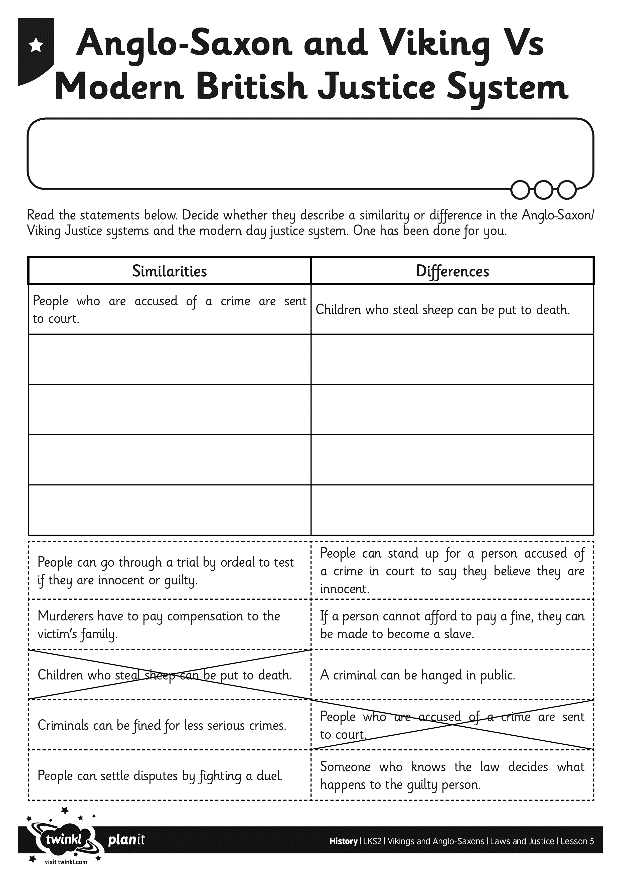 Anglo-Saxon and Viking Vs
Modern British Justice System
Read the statements below. Decide whether they describe a similarity or difference in the Anglo-Saxon/
Viking Justice systems and the modern day justice system. One has been done for you.
Similarities
Differences
People who are accused of a crime are sent
to court.
Children who steal sheep can be put to death.
People can go through a trial by ordeal to test
if they are innocent or guilty.
People can stand up for a person accused of
a crime in court to say they believe they are
innocent.
Murderers have to pay compensation to the
victim's family.
If a person cannot afford to pay a fine, they can
be made to become a slave.
Children who steal sheep can be put to death.
A criminal can be hanged in public.
Criminals can be fined for less serious crimes.
People who are accused of a crime are sent
to court.
People can settle disputes by fighting a duel.
Someone who knows the law decides what
happens to the guilty person.
twinkl
planit
visit twinkl.com
History | LKS2 | Vikings and Anglo-Saxons | Laws and Justice | Lesson 5